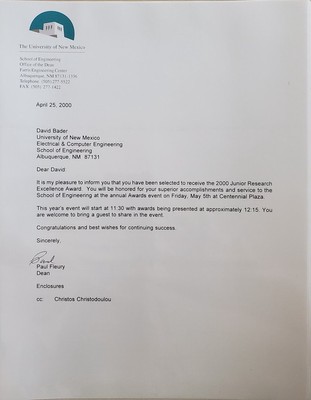 The University of New Mexico
School of Engineering
Office of the Dean
Farris Engineering Center
Albuquerque, NM 87131-1351
Telephone (505) 277-5522
FAX (505) 277-1422
April 25, 2000
David Bader
University of New Mexico
Electrical & Computer Engineering
School of Engineering
Albuquerque, NM 87131
Dear David:
It is my pleasure to inform you that you have been selected to receive the 2000 Junior Research
Excellence Award. You will be honored for your superior accomplishments and service to the
School of Engineering at the annual Awards event on Friday, May 5th at Centennial Plaza.
This year's event will start at 11:30 with awards being presented at approximately 12:15. You
are welcome to bring a guest to share in the event.
Congratulations and best wishes for continuing success.
Sincerely,
Paul
Paul Fleury
Dean
Enclosures
cc: Christos Christodoulou